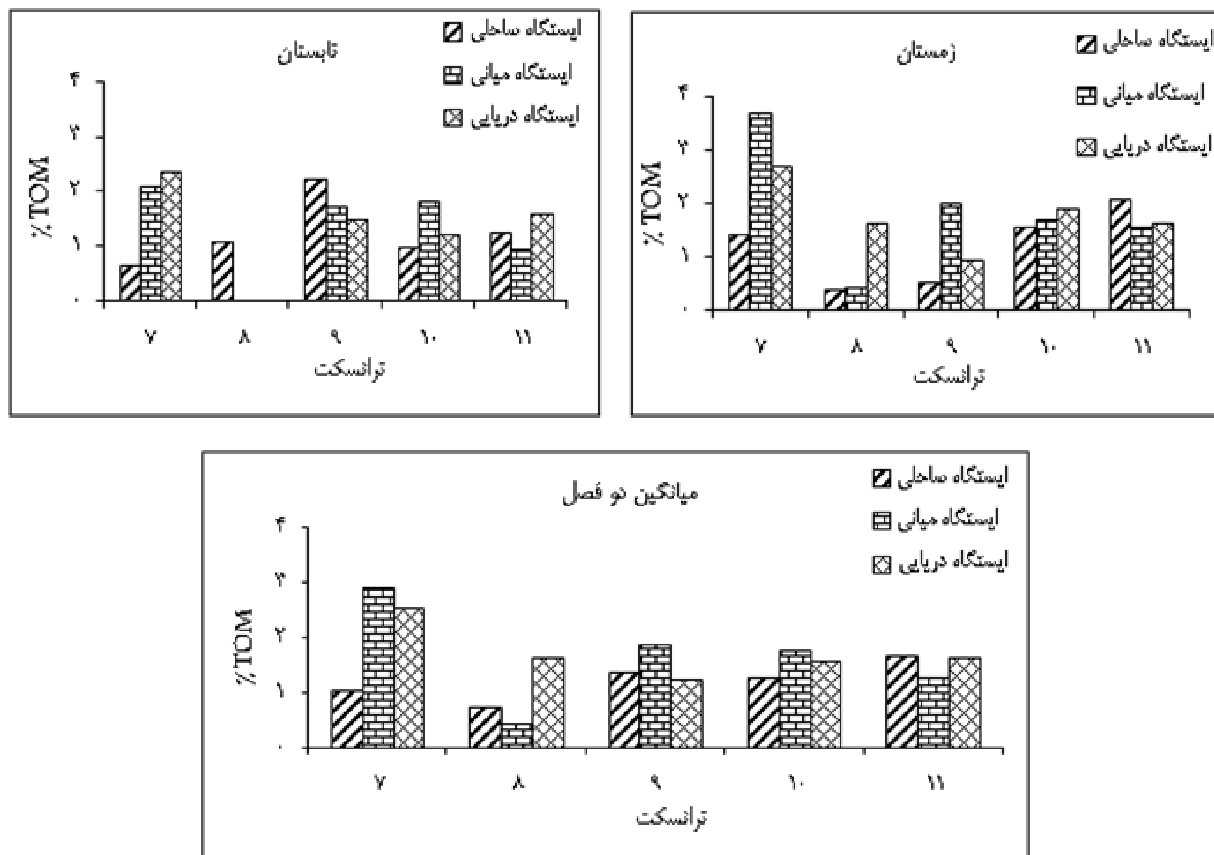 تابستان
ایستگاه ساحلی
ایستگاه میانی
ایستگاه دریایی
٪ TOM
۴
۳
۲
۱
۰
۷ ۸ ۹ ۱۰ ۱۱
ترانسکت
زمستان
ایستگاه ساحلی
ایستگاه میانی
ایستگاه دریایی
٪ TOM
۴
۳
۲
۱
۰
۷ ۸ ۹ ۱۰ ۱۱
ترانسکت
میانگین دو فصل
ایستگاه ساحلی
ایستگاه میانی
ایستگاه دریایی
٪ TOM
۴
۳
۲
۱
۰
۷ ۸ ۹ ۱۰ ۱۱
ترانسکت